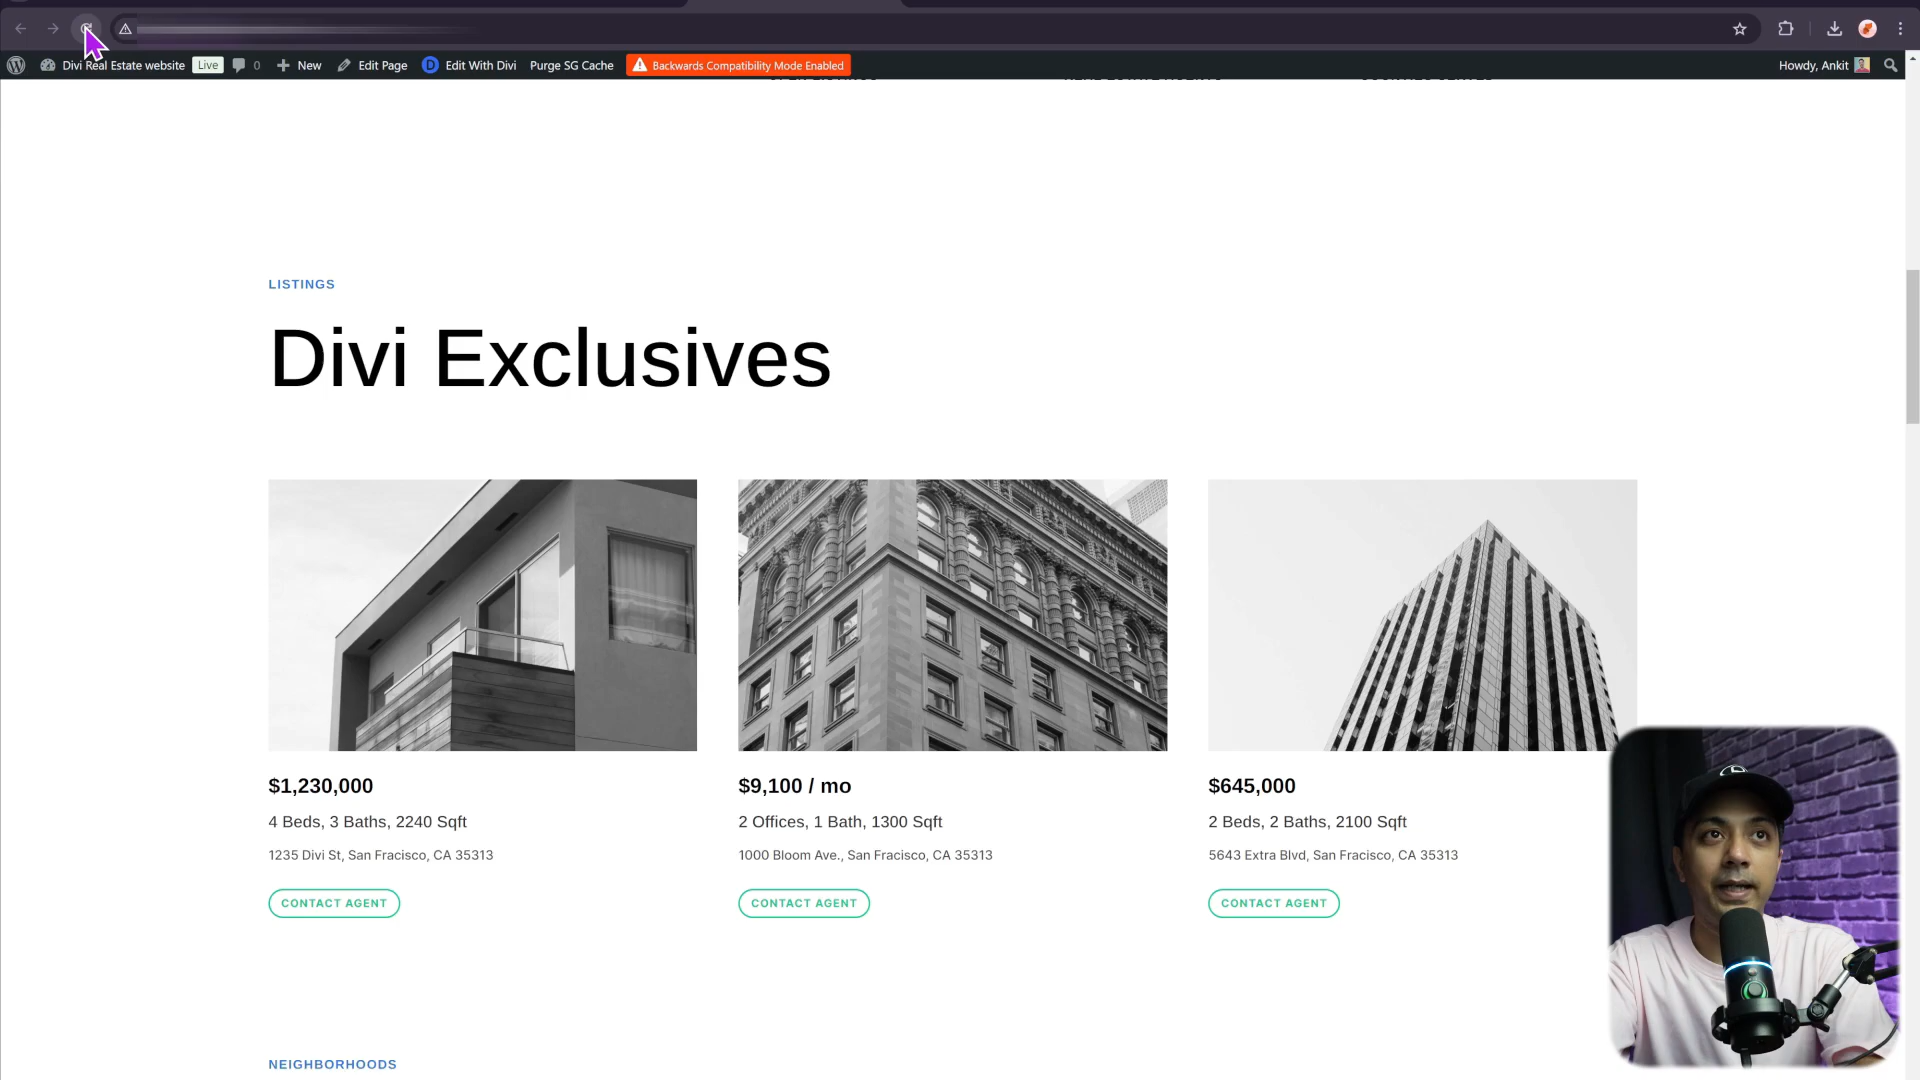 Divi Real Estate website Live 0 New Edit Page Edit With Divi Purge SG Cache Backwards Compatibility Mode Enabled Howdy, Ankit
LISTINGS
Divi Exclusives
$1,230,000
4 Beds, 3 Baths, 2240 Sqft
1235 Divi St, San Fracisco, CA 35313
CONTACT AGENT
$9,100 / mo
2 Offices, 1 Bath, 1300 Sqft
1000 Bloom Ave., San Fracisco, CA 35313
CONTACT AGENT
$645,000
2 Beds, 2 Baths, 2100 Sqft
5643 Extra Blvd, San Fracisco, CA 35313
CONTACT AGENT
NEIGHBORHOODS